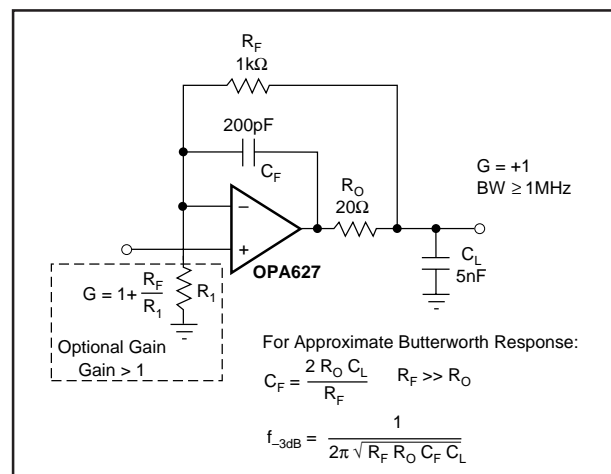 R_F
1kΩ
200pF
C_F
R_O
20Ω
G = +1
BW ≥ 1MHz
–
+
OPA627
C_L
5nF
G = 1+ R_F/R_1
R_1
Optional Gain
Gain > 1
For Approximate Butterworth Response:
C_F = 2 R_O C_L / R_F    R_F >> R_O
f_–3dB = 1 / 2π √ R_F R_O C_F C_L